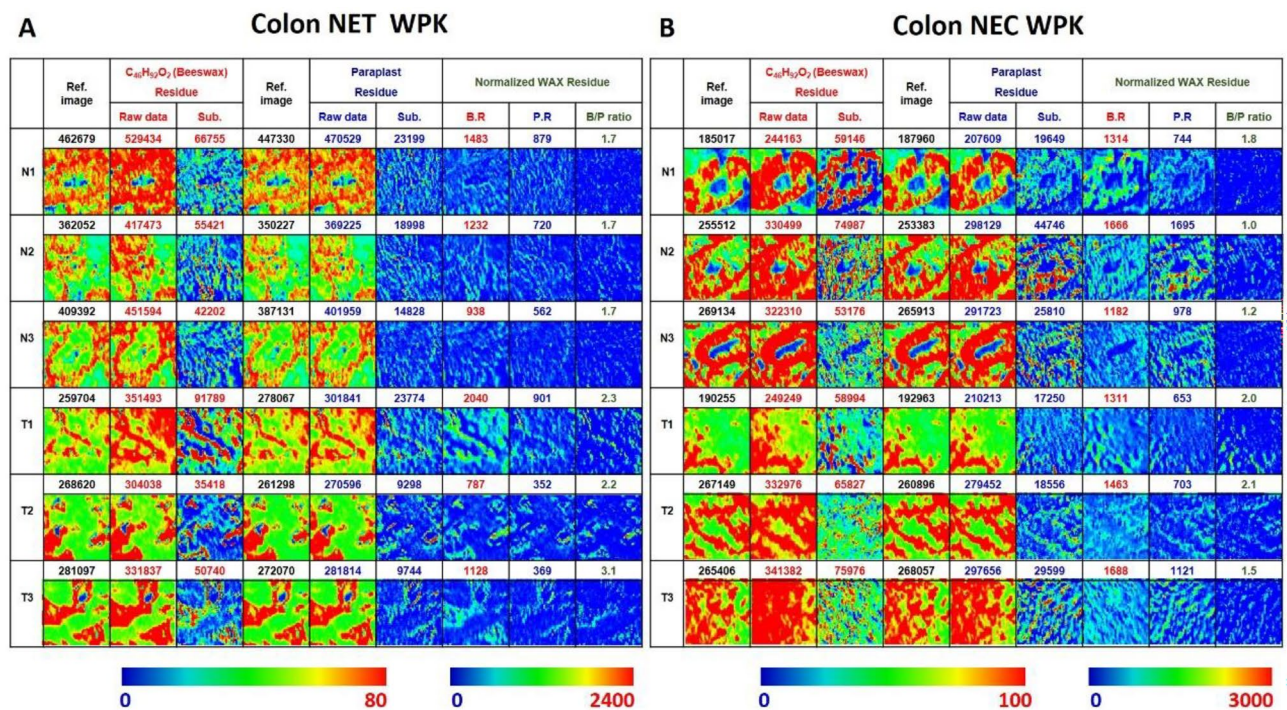 A Colon NET WPK
Ref. image C46H92O2 (Beeswax) Residue Ref. image Paraplast Residue Normalized WAX Residue
Raw data Sub. Raw data Sub. B.R P.R B/P ratio
462679 529434 66755 447330 470529 23199 1483 879 1.7
N1
362052 417473 55421 350227 369225 18998 1232 720 1.7
N2
409392 451594 42202 387131 401959 14828 938 562 1.7
N3
259704 351493 91789 278067 301841 23774 2040 901 2.3
T1
268620 304038 35418 261298 270596 9298 787 352 2.2
T2
281097 331837 50740 272070 281814 9744 1128 369 3.1
T3
0 80 0 2400
B Colon NEC WPK
Ref. image C46H92O2 (Beeswax) Residue Ref. image Paraplast Residue Normalized WAX Residue
Raw data Sub. Raw data Sub. B.R P.R B/P ratio
185017 244163 59146 187960 207609 19649 1314 744 1.8
N1
255512 330499 74987 253383 298129 44746 1666 1695 1.0
N2
269134 322310 53176 265913 291723 25810 1182 978 1.2
N3
190255 249249 58994 192963 210213 17250 1311 653 2.0
T1
267149 332976 65827 260896 279452 18556 1463 703 2.1
T2
265406 341382 75976 268057 297656 29599 1688 1121 1.5
T3
0 100 0 3000